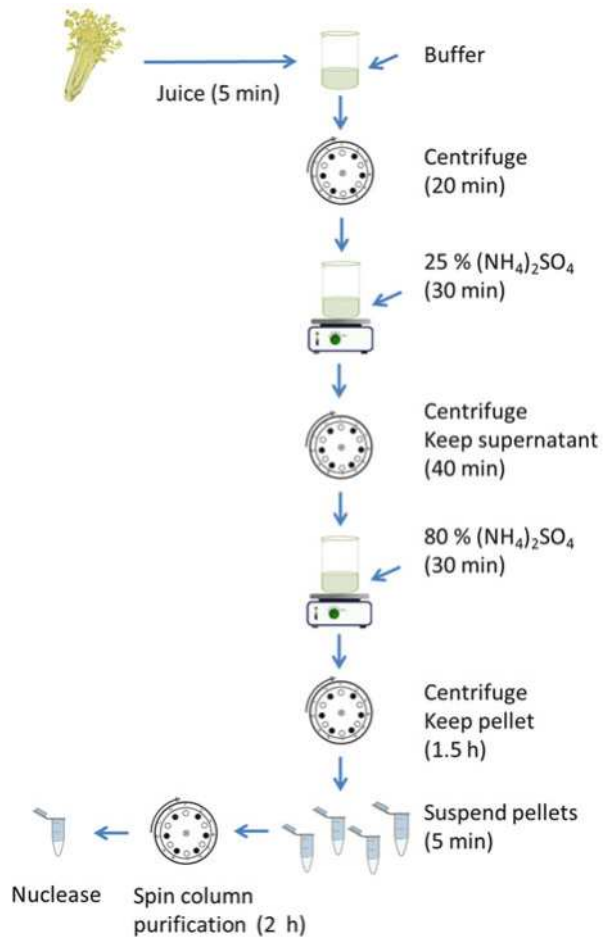 Buffer
Juice (5 min)
Centrifuge
(20 min)
25 % (NH₄)₂SO₄
(30 min)
Centrifuge
Keep supernatant
(40 min)
80 % (NH₄)₂SO₄
(30 min)
Centrifuge
Keep pellet
(1.5 h)
Suspend pellets
(5 min)
Nuclease
Spin column
purification (2 h)